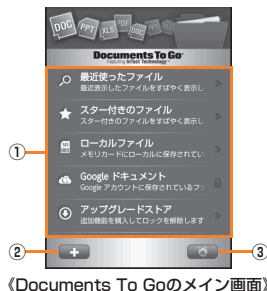 DOC PPT XLS PDF DOC PPT
Documents To Go®
Featuring InTact Technology™
最近使ったファイル
最近表示したファイルをすばやく表示し
スター付きのファイル
スター付きのファイルをすばやく表示し
① ローカルファイル
メモリカードにローカルに保存されてい
Google ドキュメント
Google アカウントに保存されているファ
アップグレードストア
追加機能を購入してロックを解除します
② ③
《Documents To Goのメイン画面》